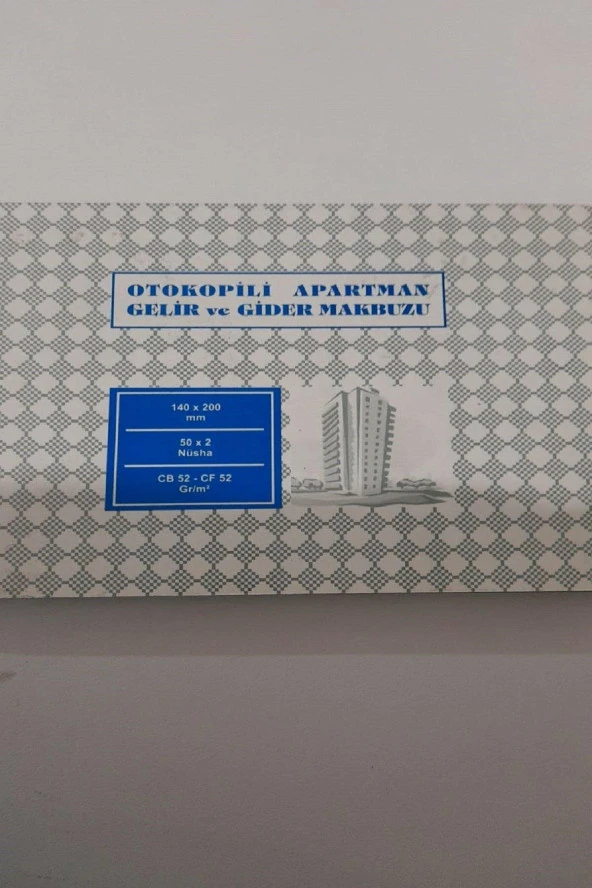 OTOKOPİLİ APARTMAN
GELİR ve GİDER MAKBUZU
140 x 200
mm
50 x 2
Nüsha
CB 52 - CF 52
Gr/m²